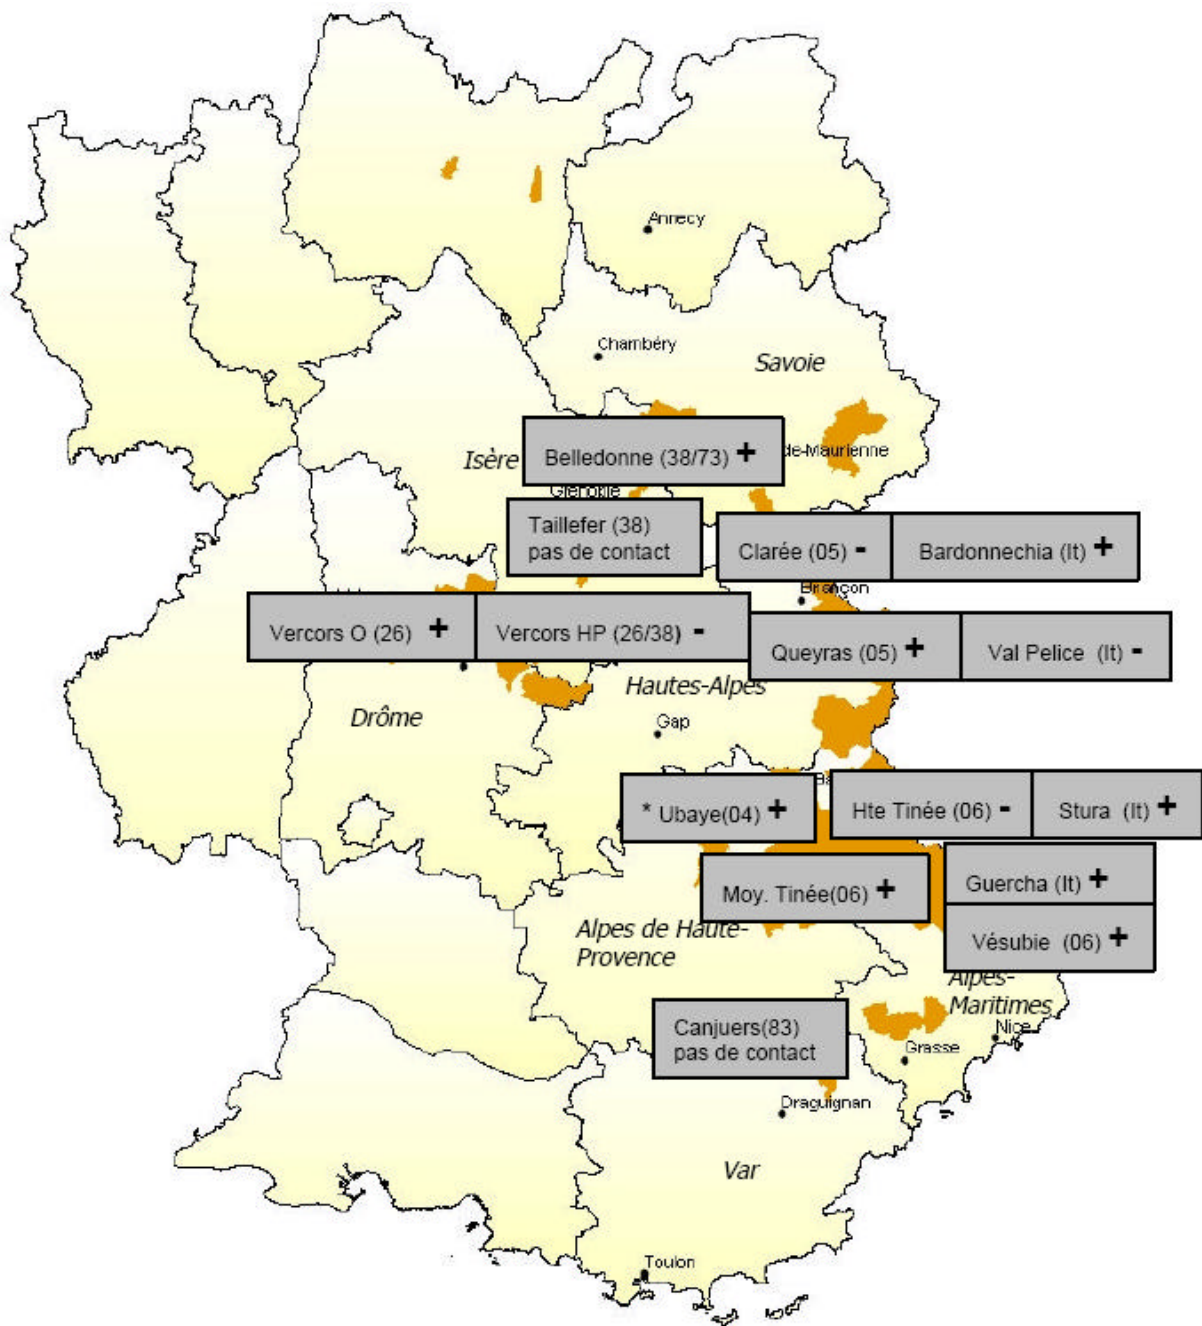 Annecy
Chambéry
Savoie
Isère
Belledonne (38/73) +
de-Maurienne
Grenoble
Taillefer (38)
pas de contact
Clarée (05) -
Bardonnechia (It) +
Briançon
Vercors O (26) +
Vercors HP (26/38) -
Queyras (05) +
Val Pelice (It) -
Hautes-Alpes
Drôme
Gap
Ba
* Ubaye(04) +
Hte Tinée (06) -
Stura (It) +
Moy. Tinée(06) +
Guercha (It) +
Vésubie (06) +
Alpes de Haute-
Provence
Alpes-
Maritimes
Canjuers(83)
pas de contact
Nice
Grasse
Draguignan
Var
Toulon